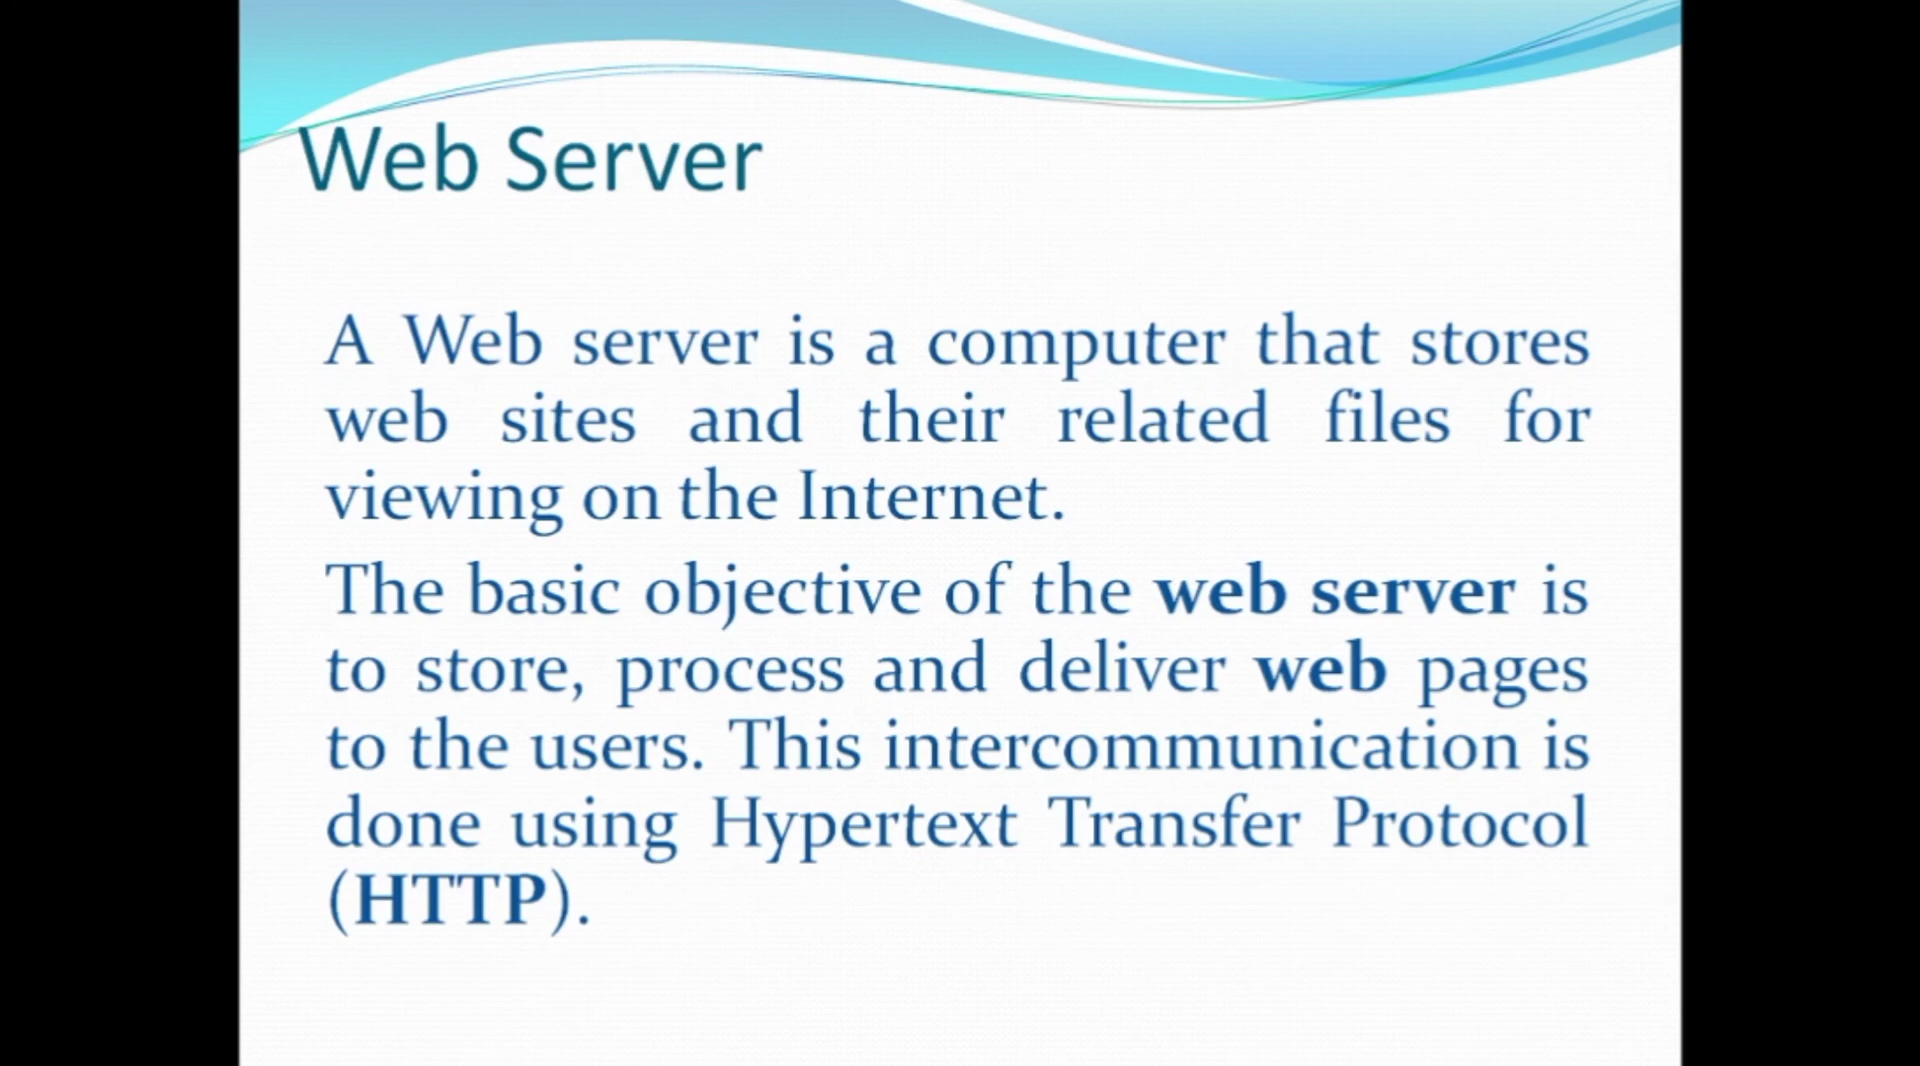 Web Server
A Web server is a computer that stores
web sites and their related files for
viewing on the Internet.
The basic objective of the web server is
to store, process and deliver web pages
to the users. This intercommunication is
done using Hypertext Transfer Protocol
(HTTP).